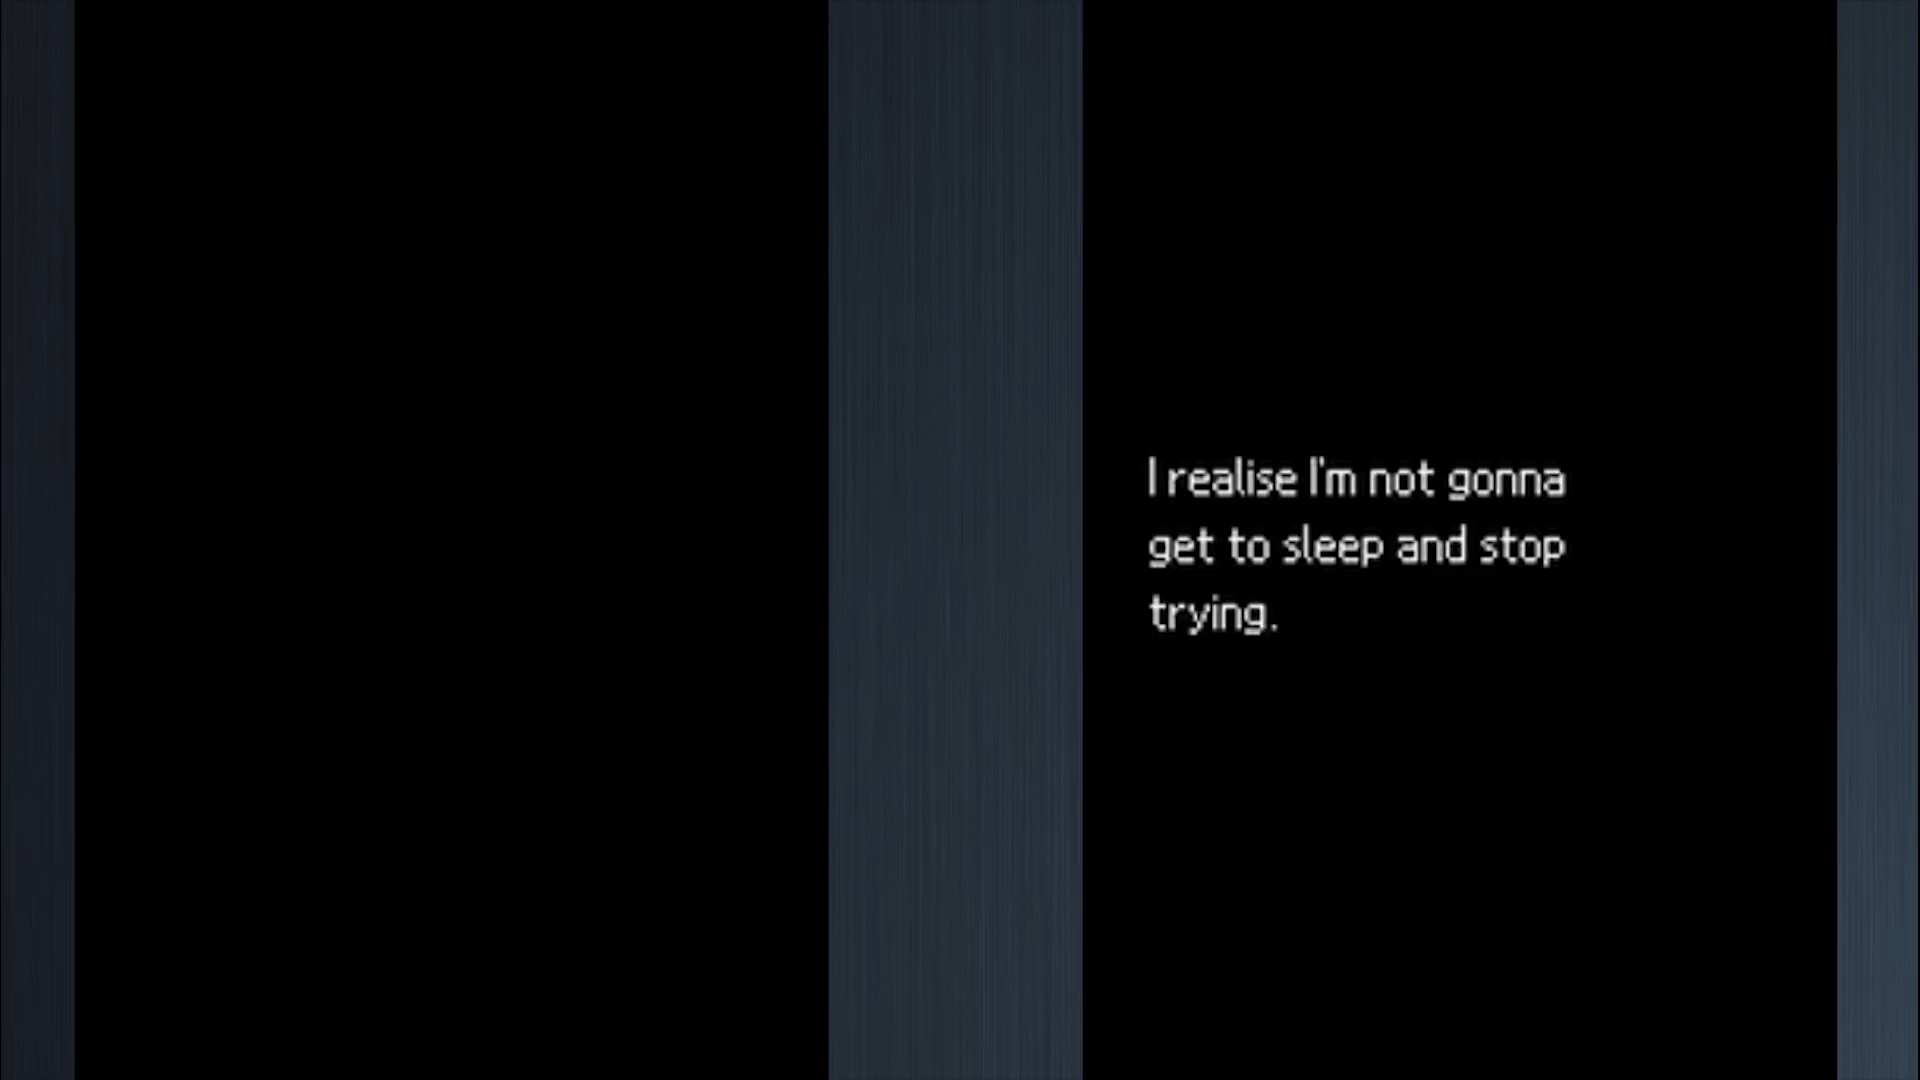 I realise I'm not gonna
get to sleep and stop
trying.